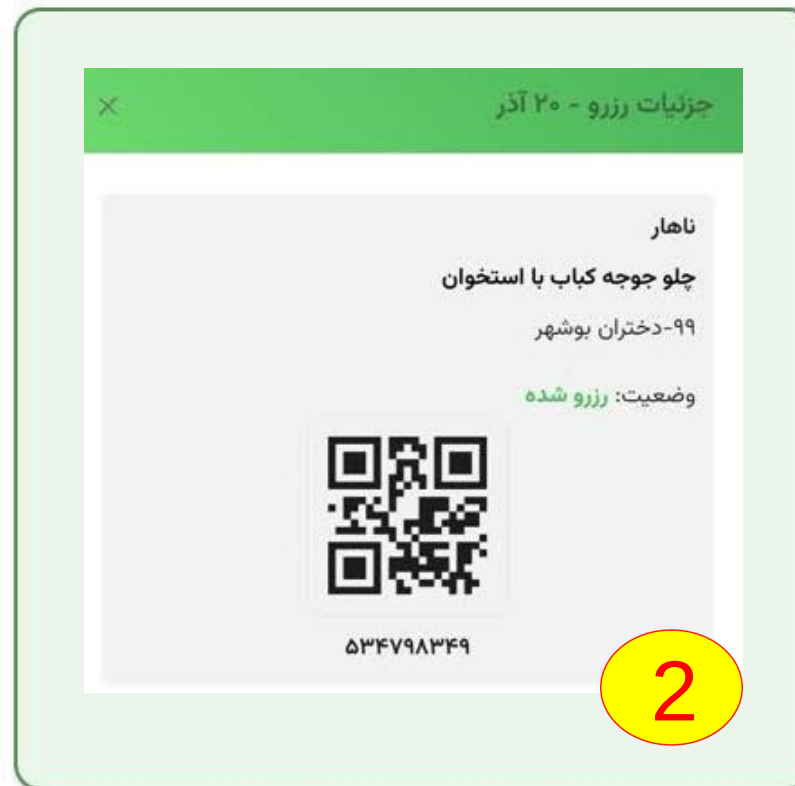 جزئیات رزرو - ۲۰ آذر
ناهار
چلو جوجه کباب با استخوان
۹۹-دختران بوشهر
وضعیت: رزرو شده
۵۳۴۷۹۸۳۴۹
2